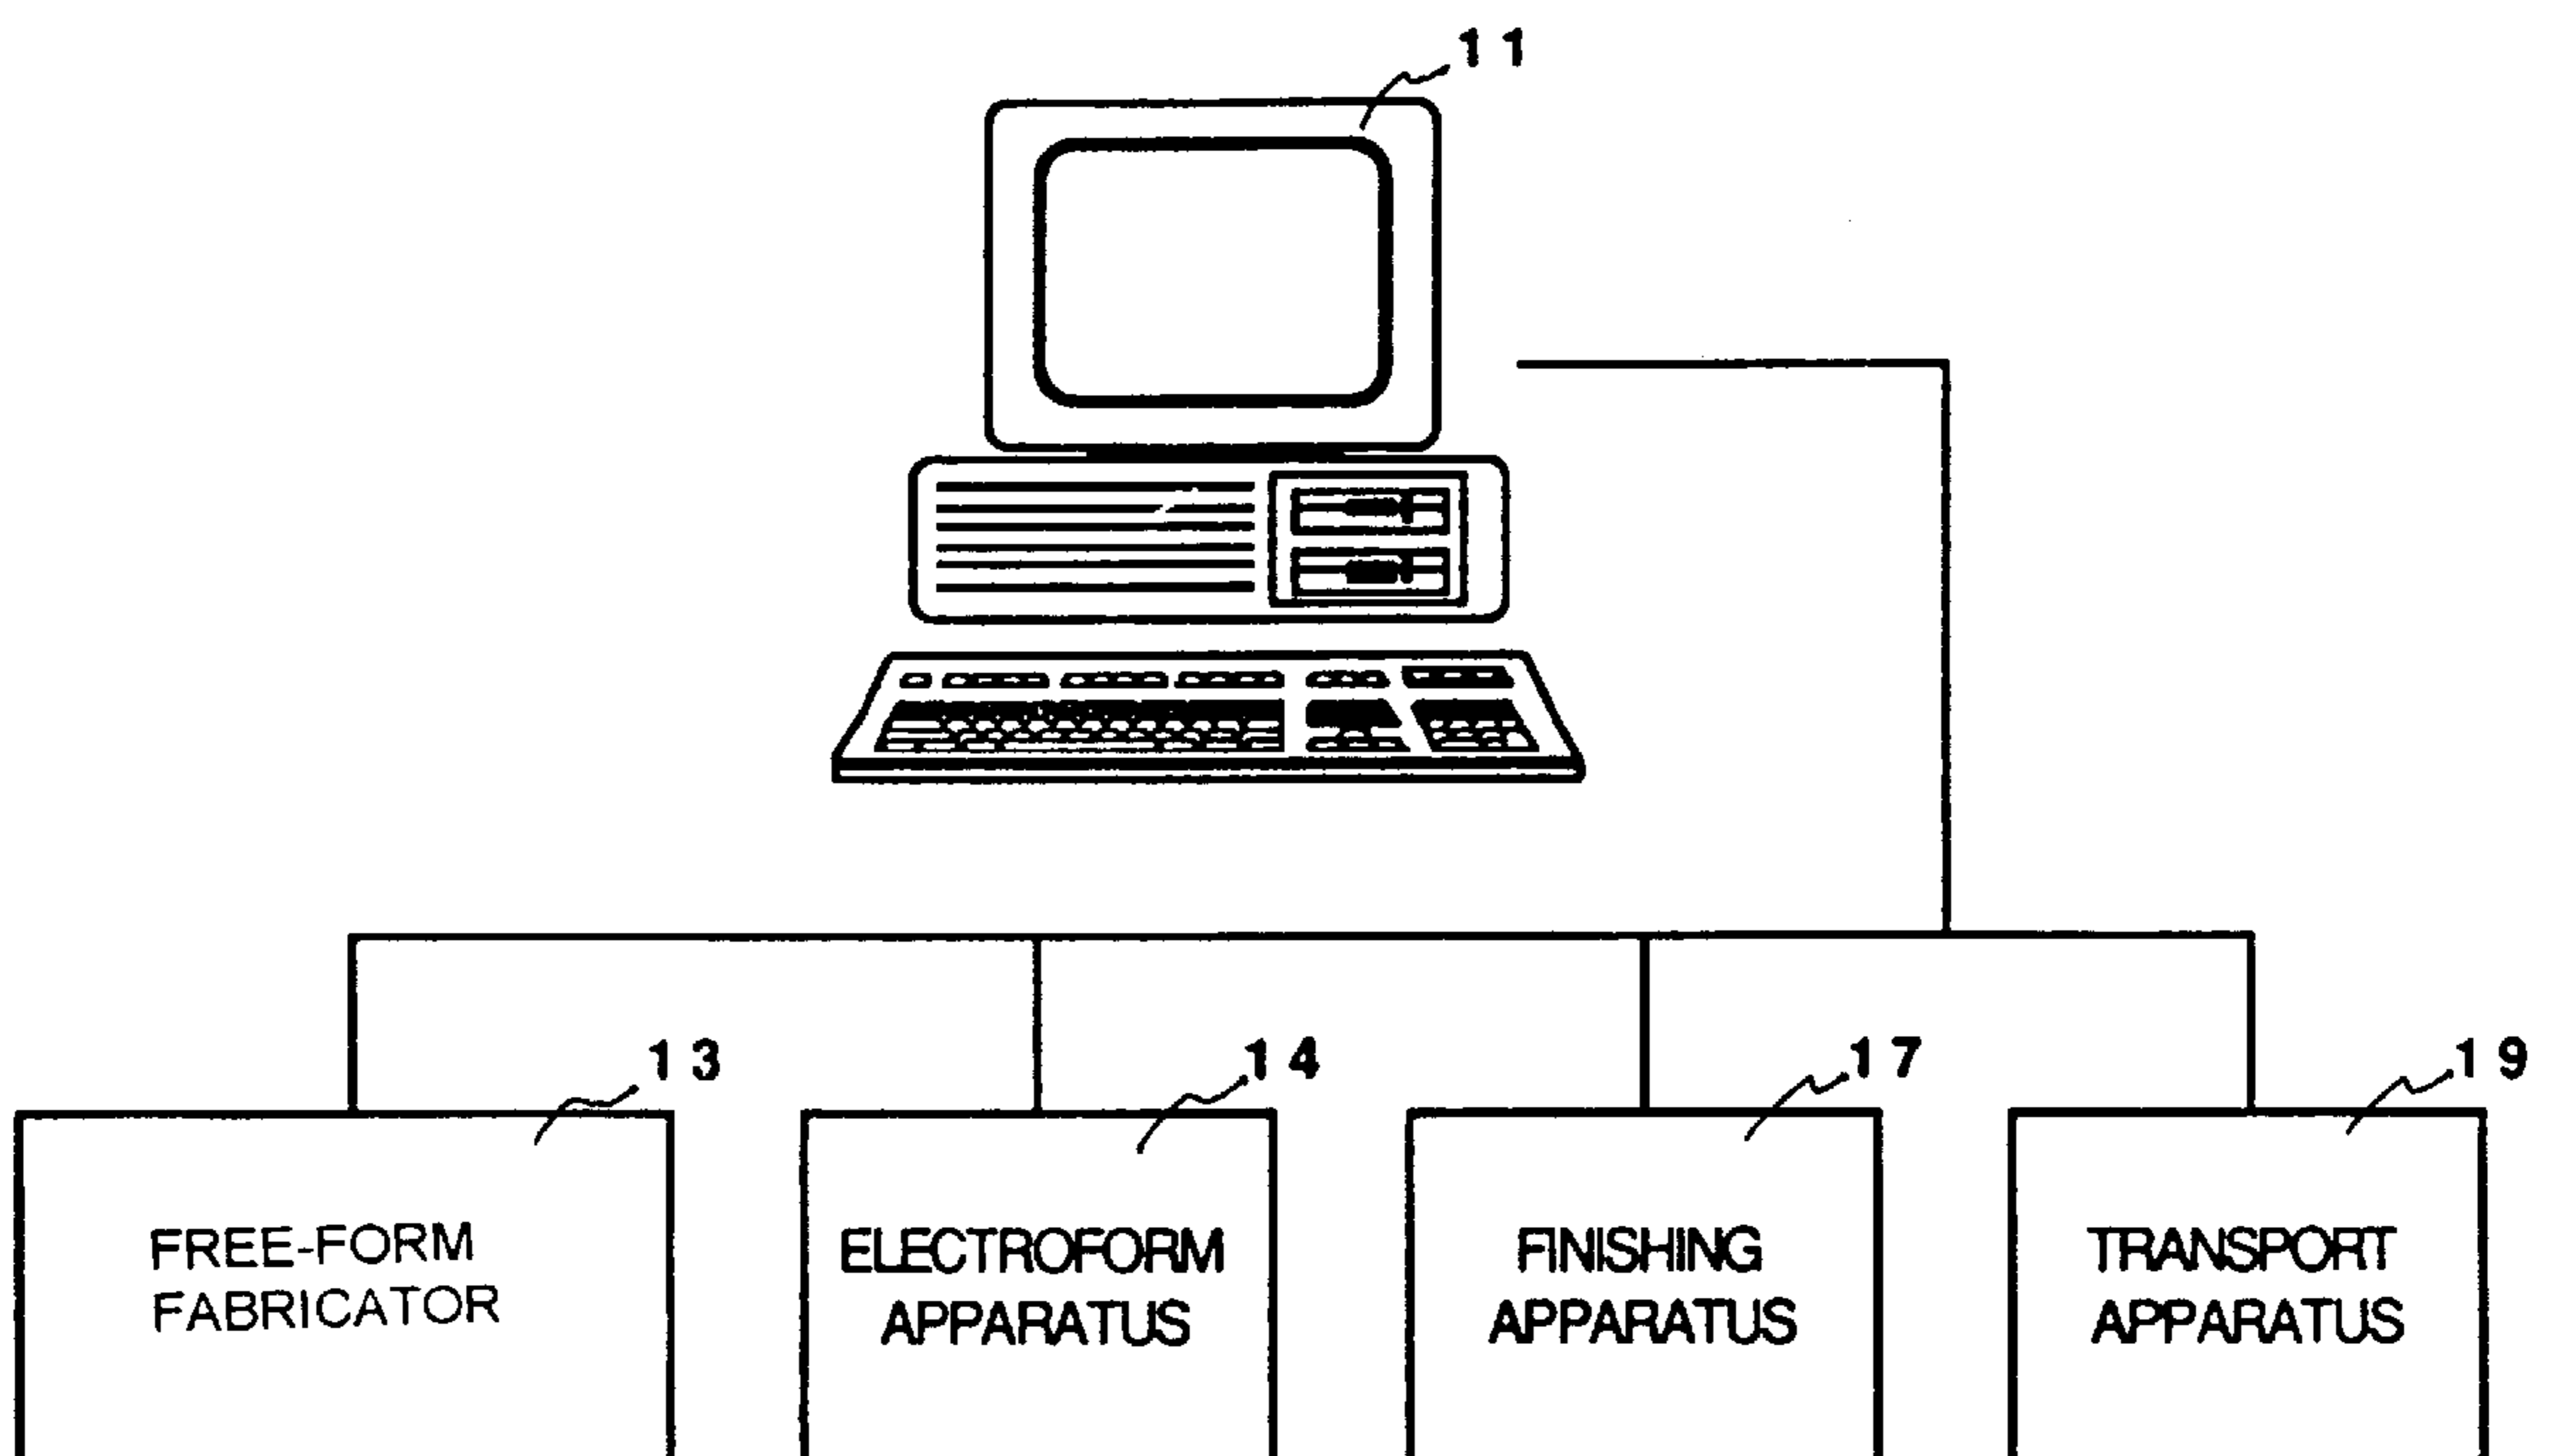 11
13
14
17
19
FREE-FORM
FABRICATOR
ELECTROFORM
APPARATUS
FINISHING
APPARATUS
TRANSPORT
APPARATUS